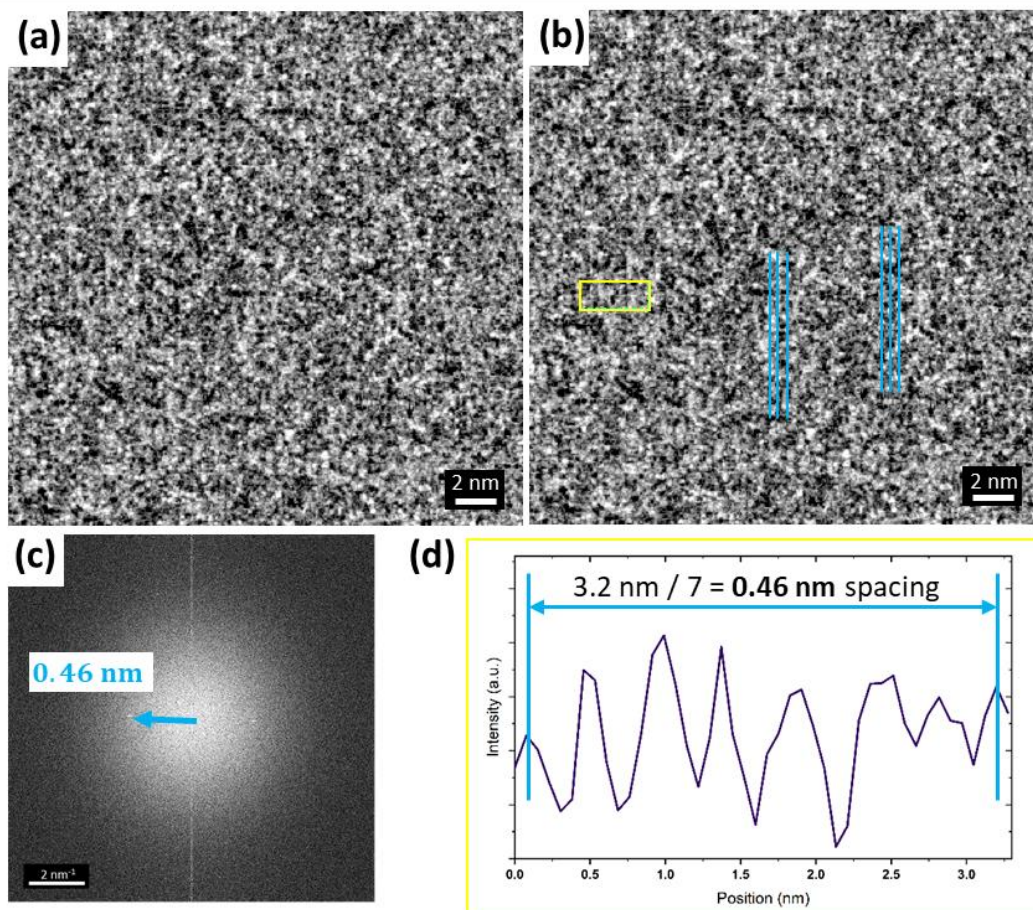 (a)
(b)
2 nm
2 nm
(c)
0.46 nm
2 nm⁻¹
(d)
3.2 nm / 7 = 0.46 nm spacing
Intensity (a.u.)
0.0 0.5 1.0 1.5 2.0 2.5 3.0
Position (nm)